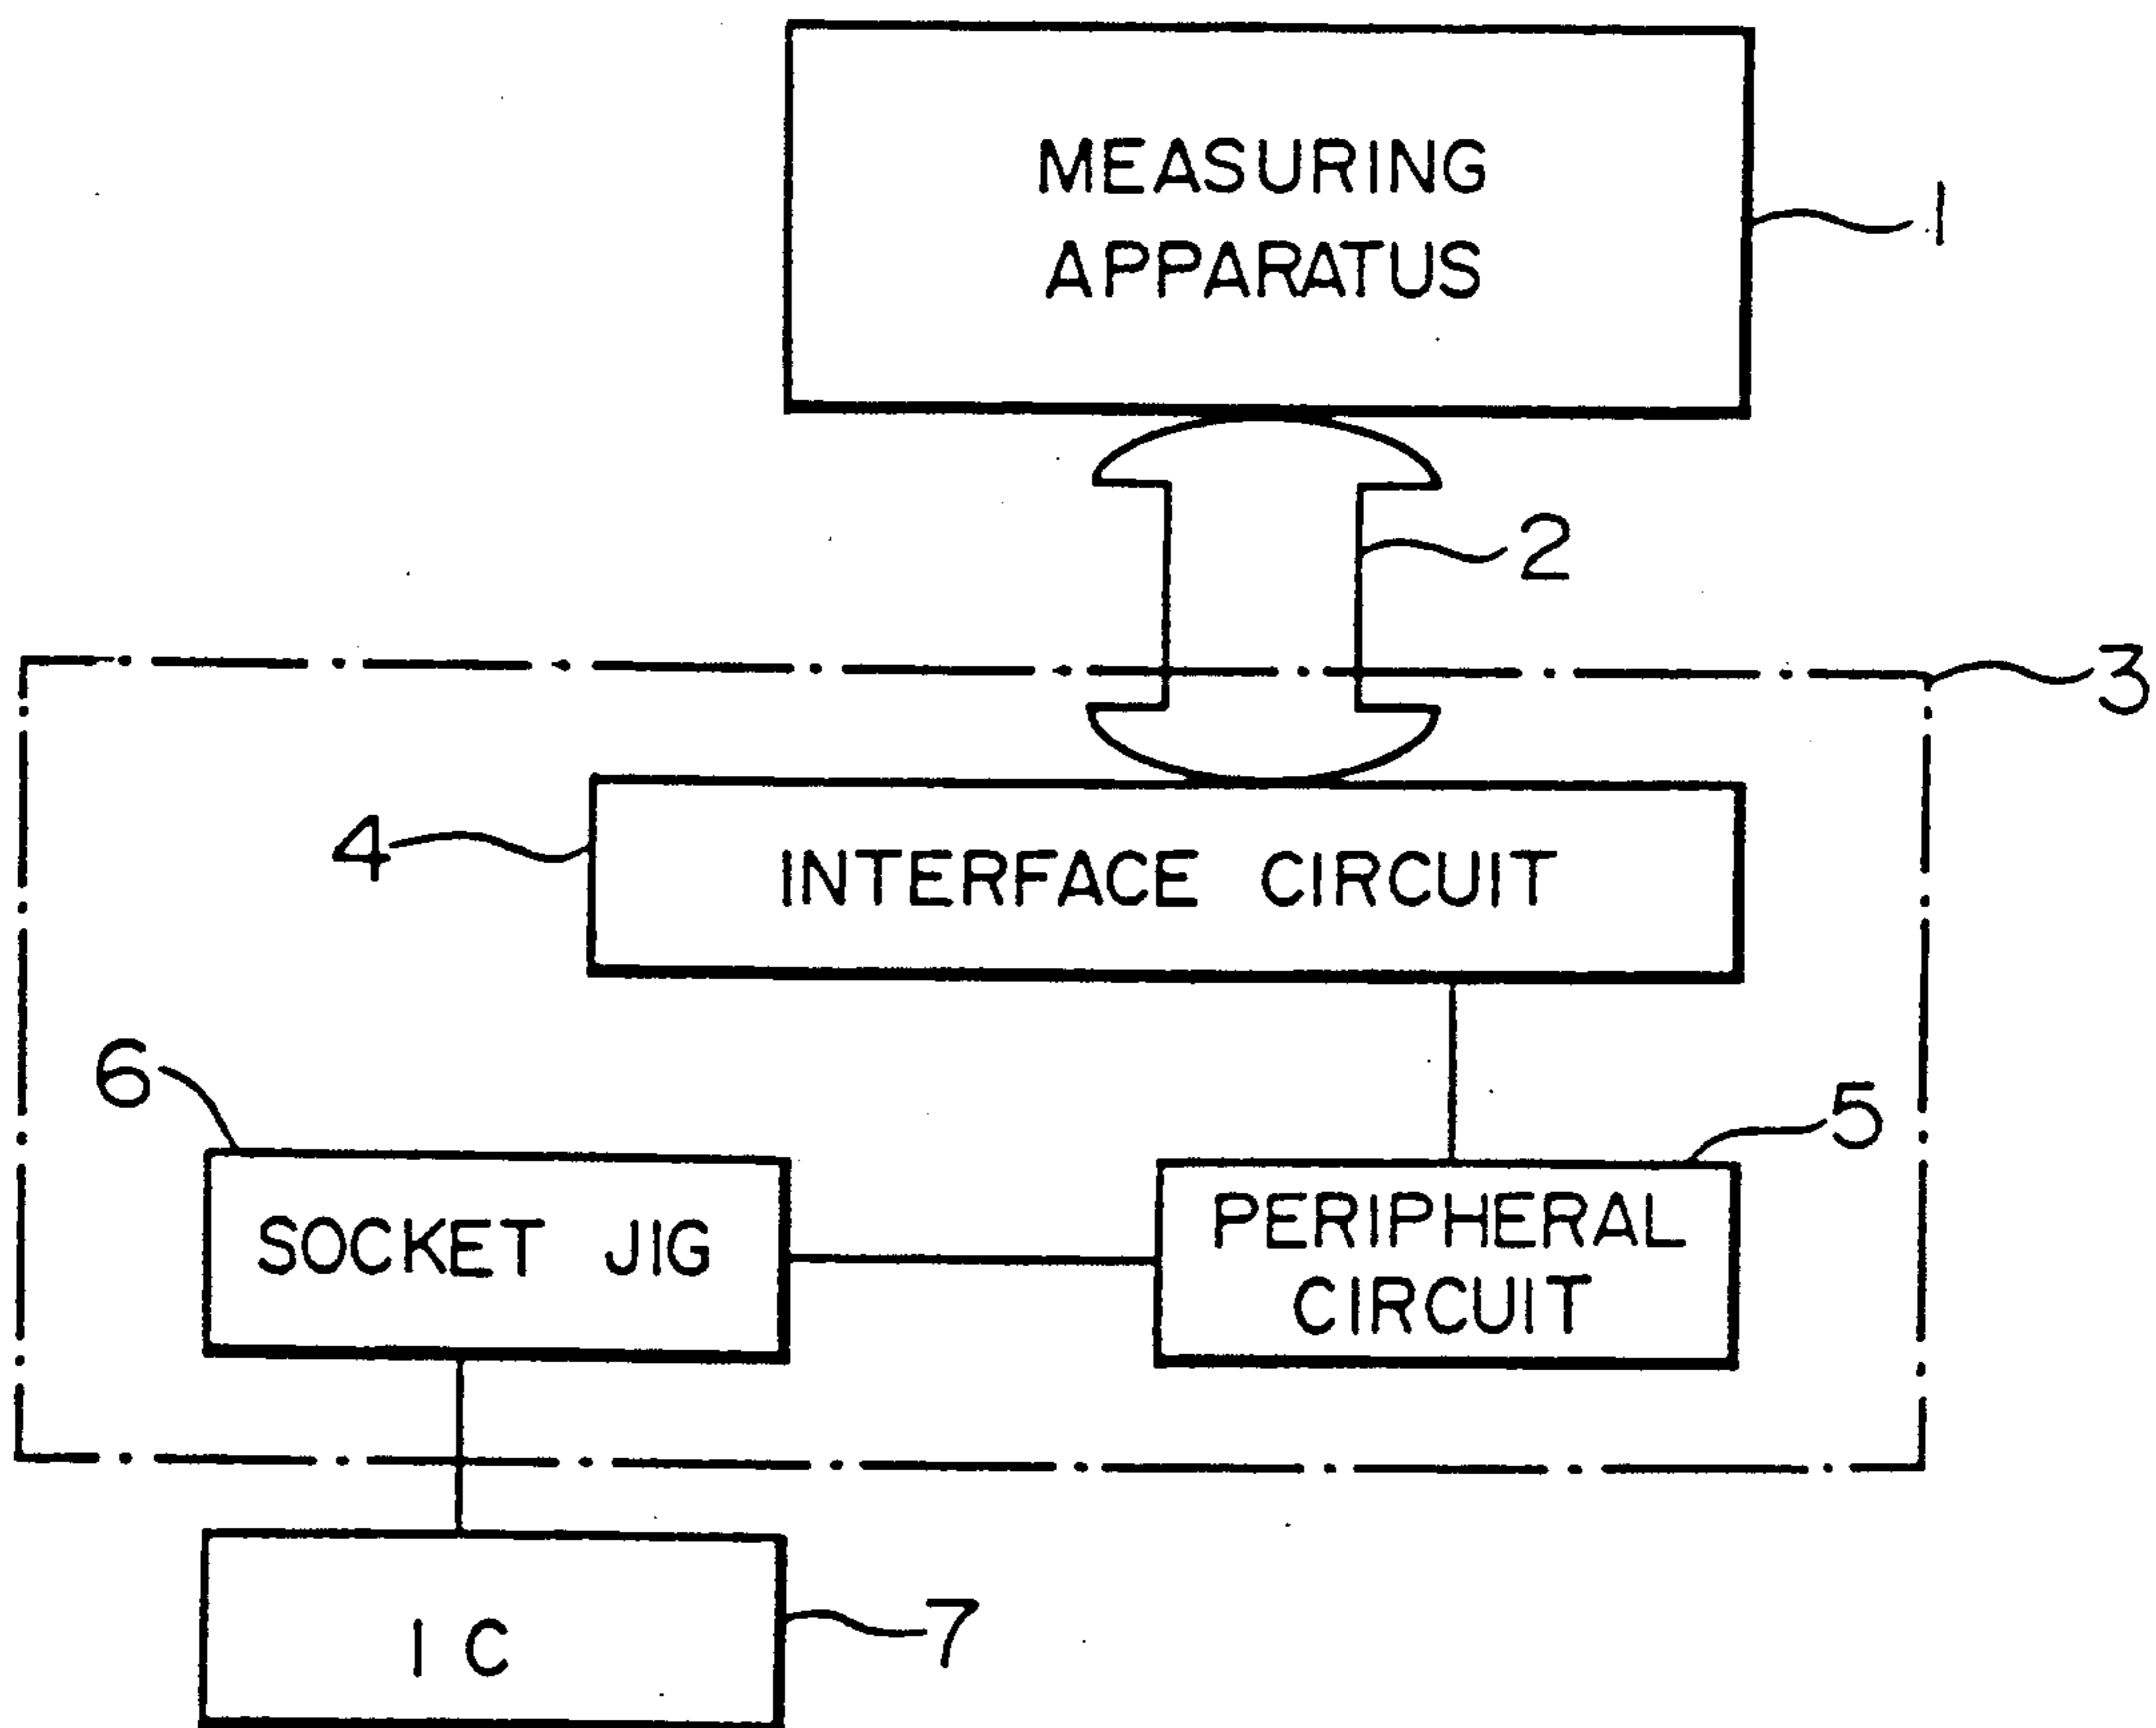 MEASURING
APPARATUS
1
2
3
4
INTERFACE CIRCUIT
6
5
SOCKET JIG
PERIPHERAL
CIRCUIT
IC
7